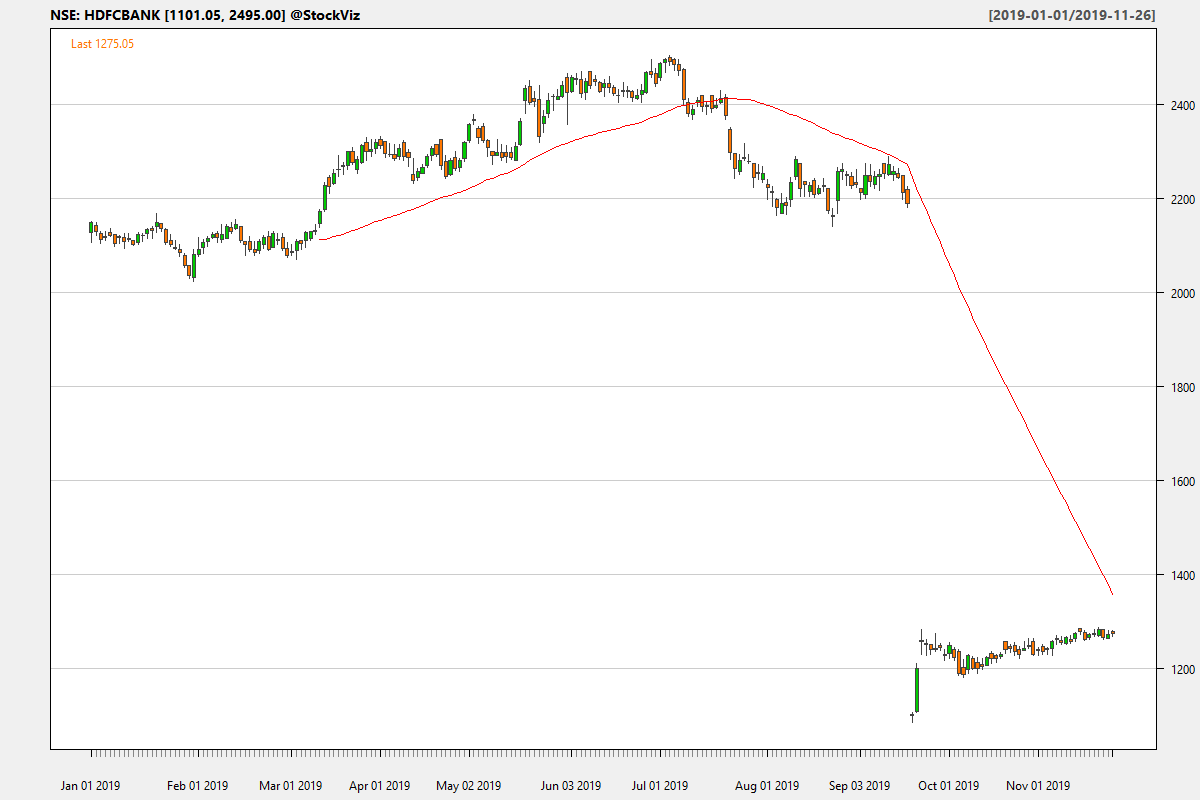 NSE: HDFCBANK [1101.05, 2495.00] @StockViz
[2019-01-01/2019-11-26]
Last 1275.05
2400
2200
2000
1800
1600
1400
1200
Jan 01 2019
Feb 01 2019
Mar 01 2019
Apr 01 2019
May 02 2019
Jun 03 2019
Jul 01 2019
Aug 01 2019
Sep 03 2019
Oct 01 2019
Nov 01 2019